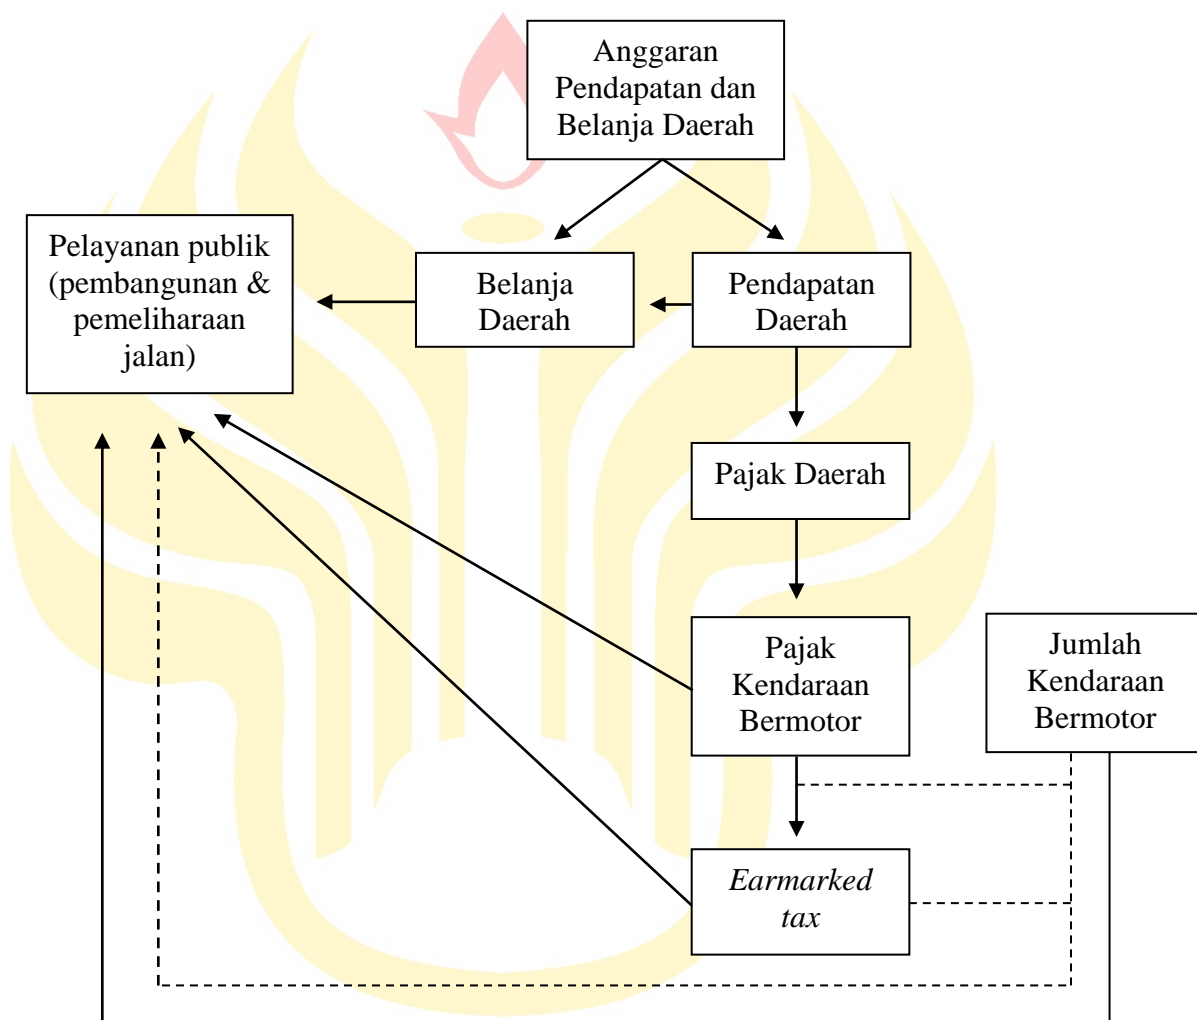 Anggaran
Pendapatan dan
Belanja Daerah
Pelayanan publik
(pembangunan &
pemeliharaan
jalan)
Belanja
Daerah
Pendapatan
Daerah
Pajak Daerah
Pajak
Kendaraan
Bermotor
Jumlah
Kendaraan
Bermotor
Earmarked
tax